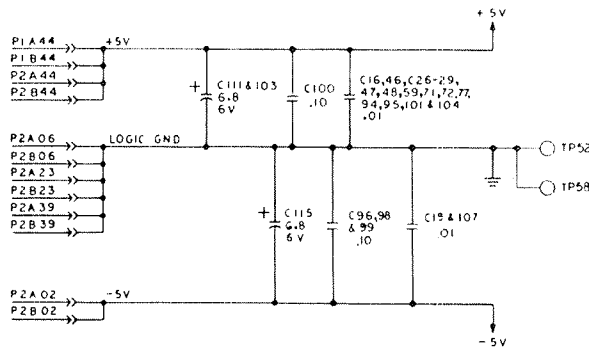 +5V
P1A44
+5V
P1B44
P2A44
P2B44
+ C111&103
6.8
6V
C100
.10
C16,46,C26-29,
47,48,59,71,72,77,
94,95,101&104
.01
P2A06
LOGIC GND
P2B06
P2A23
P2B23
P2A39
P2B39
TP52
TP58
+ C115
6.8
6V
C96,98
&99
.10
C19&107
.01
P2A02
-5V
P2B02
-5V